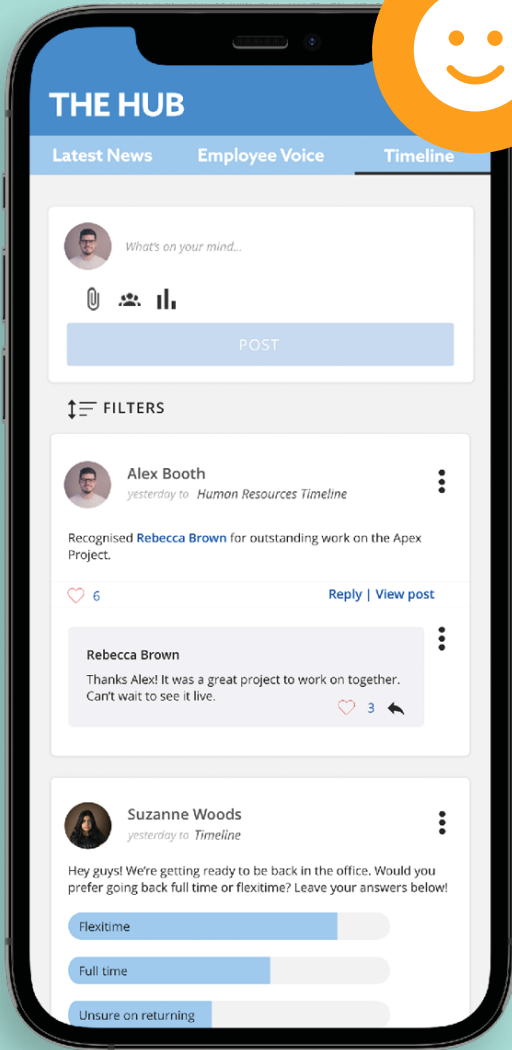 THE HUB
Latest News Employee Voice Timeline
What's on your mind...
POST
FILTERS
Alex Booth
yesterday to Human Resources Timeline
Recognised Rebecca Brown for outstanding work on the Apex
Project.
6 Reply | View post
Rebecca Brown
Thanks Alex! It was a great project to work on together.
Can't wait to see it live.
3
Suzanne Woods
yesterday to Timeline
Hey guys! We're getting ready to be back in the office. Would you
prefer going back full time or flexitime? Leave your answers below!
Flexitime
Full time
Unsure on returning